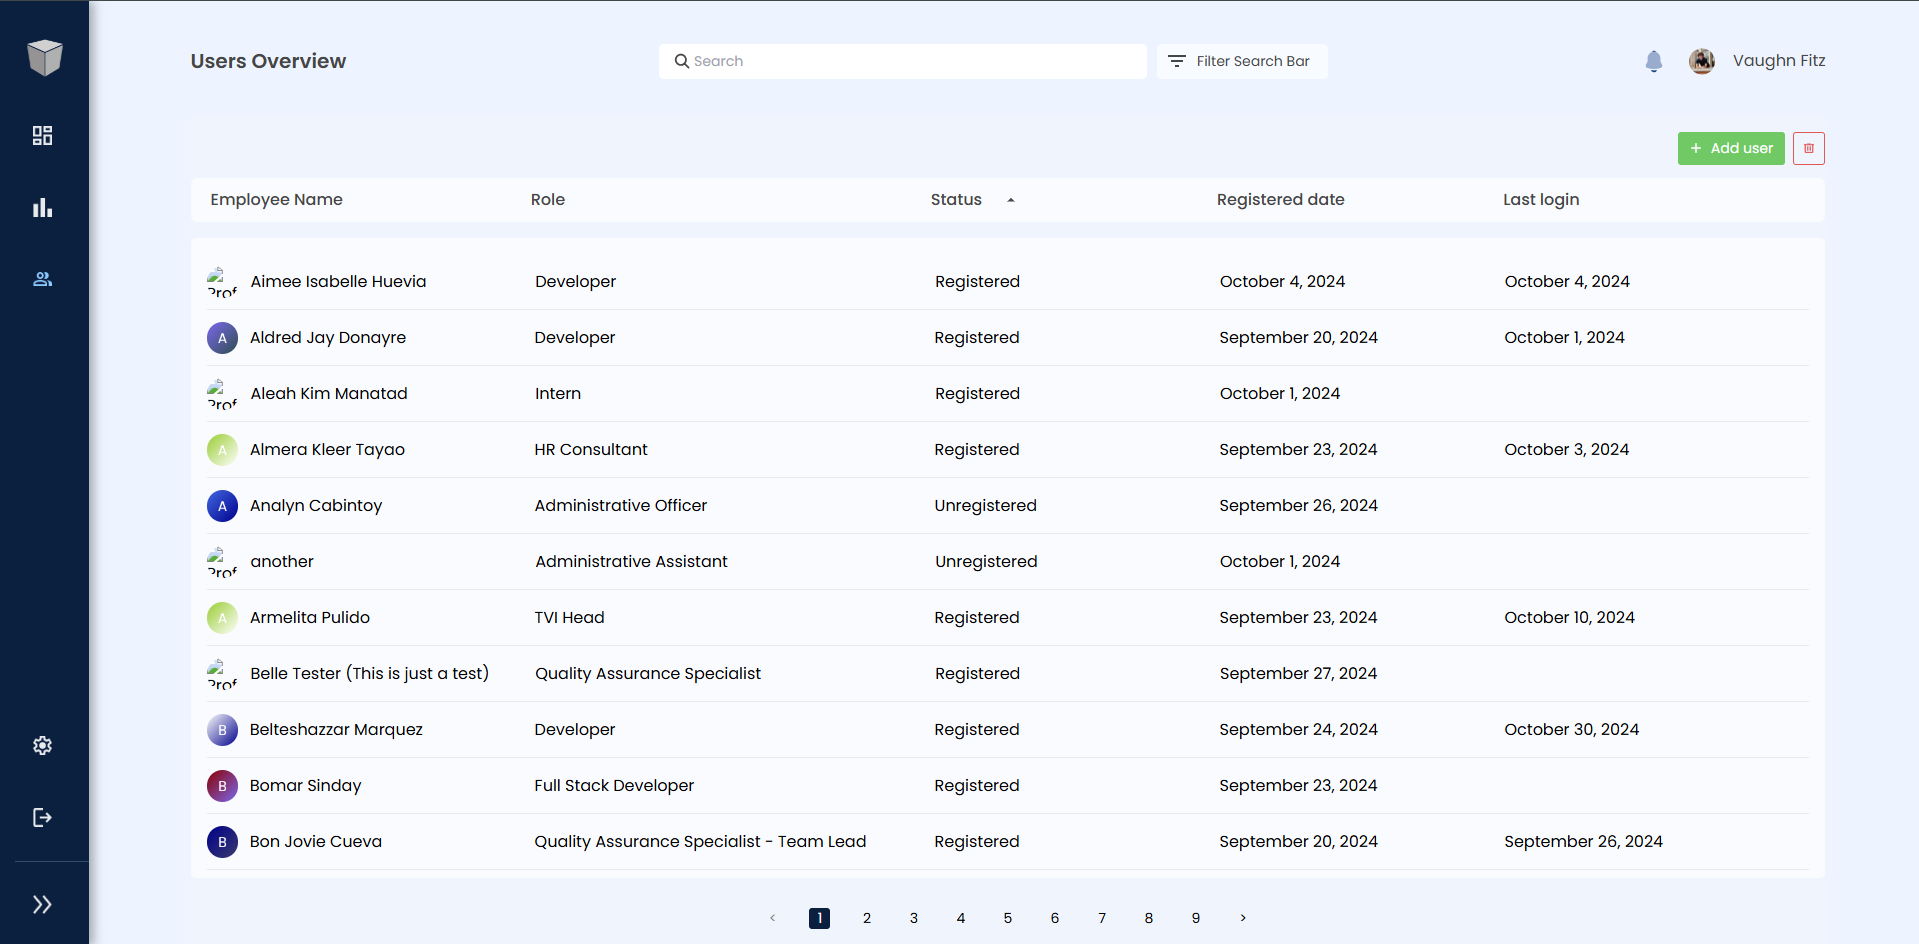 Users Overview
Search
Filter Search Bar
Vaughn Fitz
+ Add user
Employee Name Role Status Registered date Last login
Prof Aimee Isabelle Huevia Developer Registered October 4, 2024 October 4, 2024
A Aldred Jay Donayre Developer Registered September 20, 2024 October 1, 2024
Prof Aleah Kim Manatad Intern Registered October 1, 2024
A Almera Kleer Tayao HR Consultant Registered September 23, 2024 October 3, 2024
A Analyn Cabintoy Administrative Officer Unregistered September 26, 2024
Prof another Administrative Assistant Unregistered October 1, 2024
A Armelita Pulido TVI Head Registered September 23, 2024 October 10, 2024
Prof Belle Tester (This is just a test) Quality Assurance Specialist Registered September 27, 2024
B Belteshazzar Marquez Developer Registered September 24, 2024 October 30, 2024
B Bomar Sinday Full Stack Developer Registered September 23, 2024
B Bon Jovie Cueva Quality Assurance Specialist - Team Lead Registered September 20, 2024 September 26, 2024
< 1 2 3 4 5 6 7 8 9 >